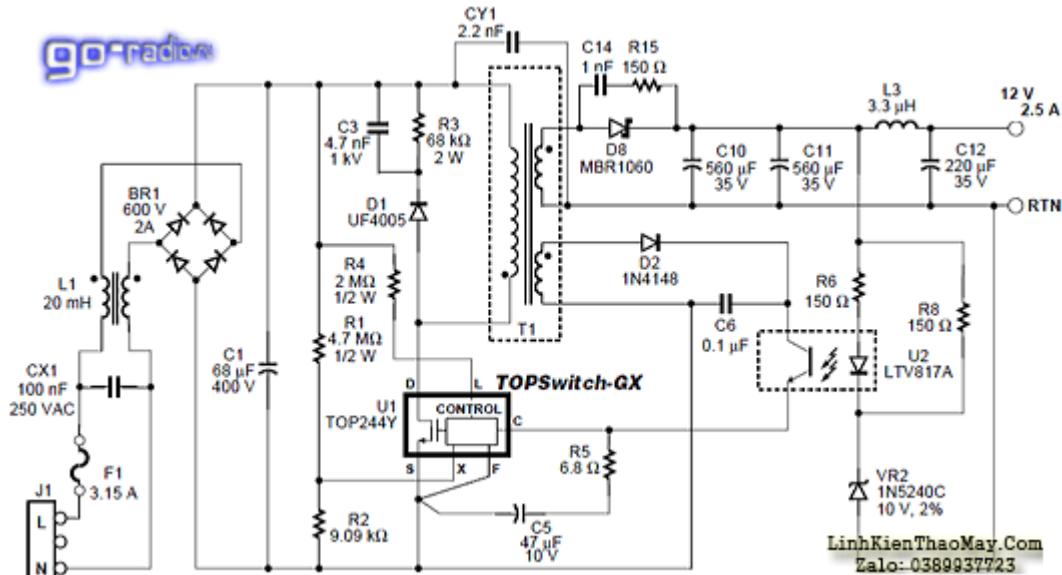 go-radio.ru
CY1
2.2 nF
C14
1 nF
R15
150 Ω
L3
3.3 µH
12 V
2.5 A
C3
4.7 nF
1 kV
R3
68 kΩ
2 W
D8
MBR1060
C10
560 µF
35 V
C11
560 µF
35 V
C12
220 µF
35 V
RTN
BR1
600 V
2A
D1
UF4005
L1
20 mH
R4
2 MΩ
1/2 W
R1
4.7 MΩ
1/2 W
D2
1N4148
T1
C6
0.1 µF
R6
150 Ω
R8
150 Ω
U2
LTV817A
CX1
100 nF
250 VAC
C1
68 µF
400 V
TOPSwitch-GX
D
L
CONTROL
C
U1
TOP244Y
S
X
F
R5
6.8 Ω
F1
3.15 A
J1
L
N
R2
9.09 kΩ
C5
47 µF
10 V
VR2
1N5240C
10 V, 2%
LinhKienThaoMay.Com
Zalo: 0389937723